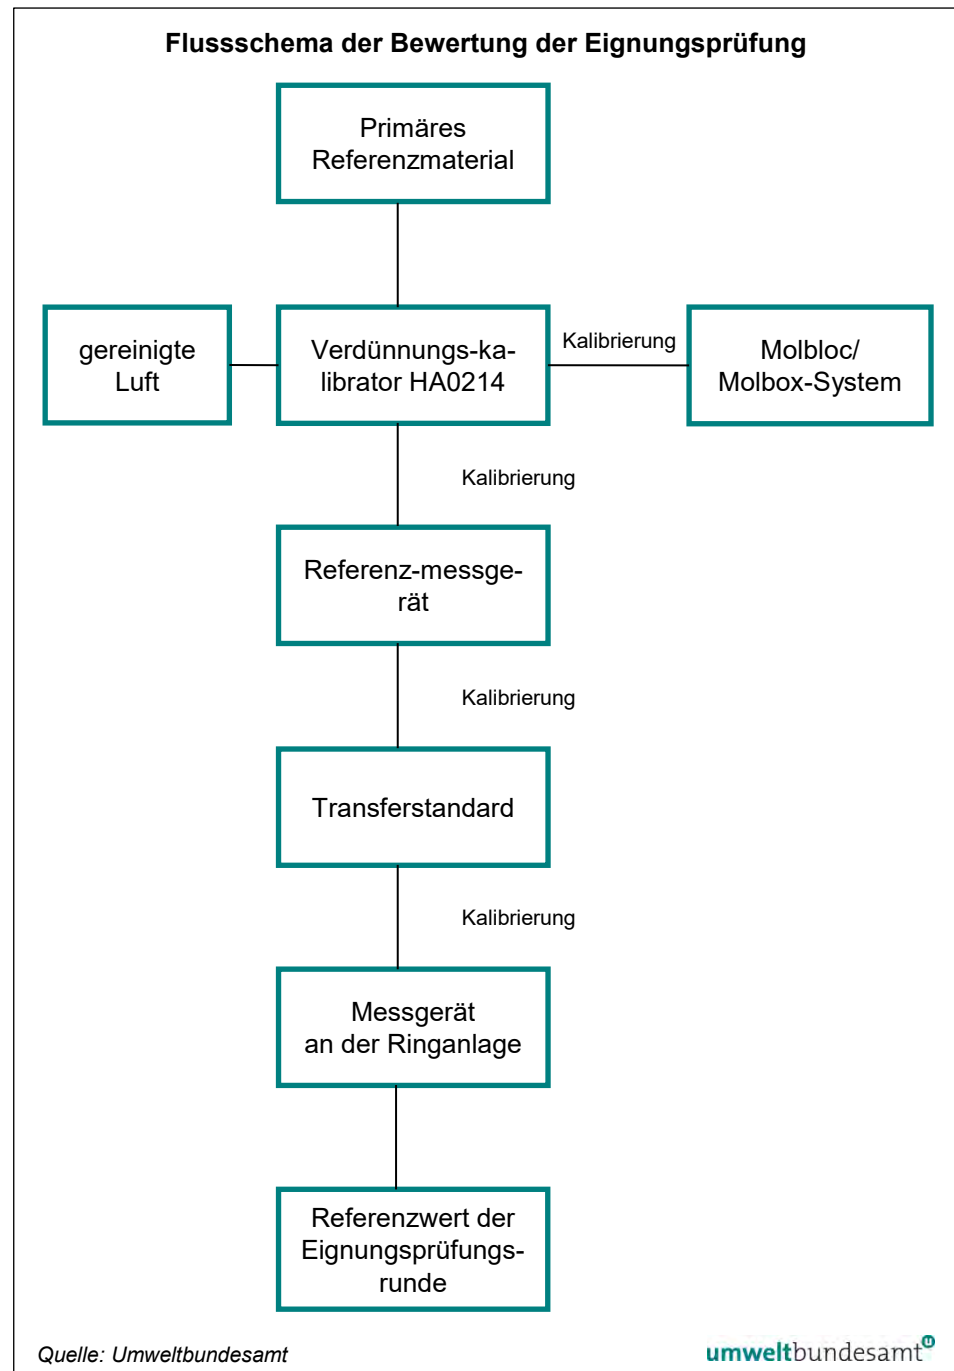 Flussschema der Bewertung der Eignungsprüfung
Primäres
Referenzmaterial
gereinigte
Luft
Verdünnungs-ka-
librator HA0214
Kalibrierung
Molbloc/
Molbox-System
Kalibrierung
Referenz-messge-
rät
Kalibrierung
Transferstandard
Kalibrierung
Messgerät
an der Ringanlage
Referenzwert der
Eignungsprüfungs-
runde
Quelle: Umweltbundesamt
umweltbundesamt